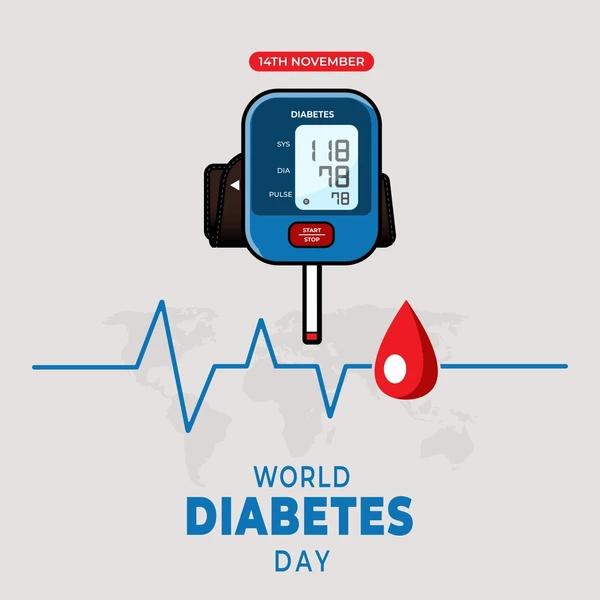 14TH NOVEMBER
DIABETES
SYS 118
DIA 78
PULSE 78
START
STOP
WORLD
DIABETES
DAY